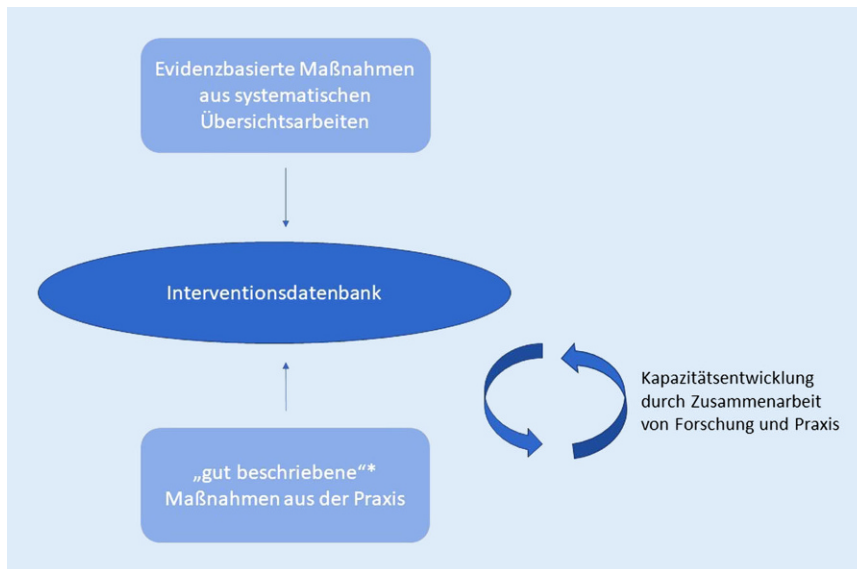 Evidenzbasierte Maßnahmen
aus systematischen
Übersichtsarbeiten
Interventionsdatenbank
Kapazitätsentwicklung
durch Zusammenarbeit
von Forschung und Praxis
„gut beschriebene“*
Maßnahmen aus der Praxis